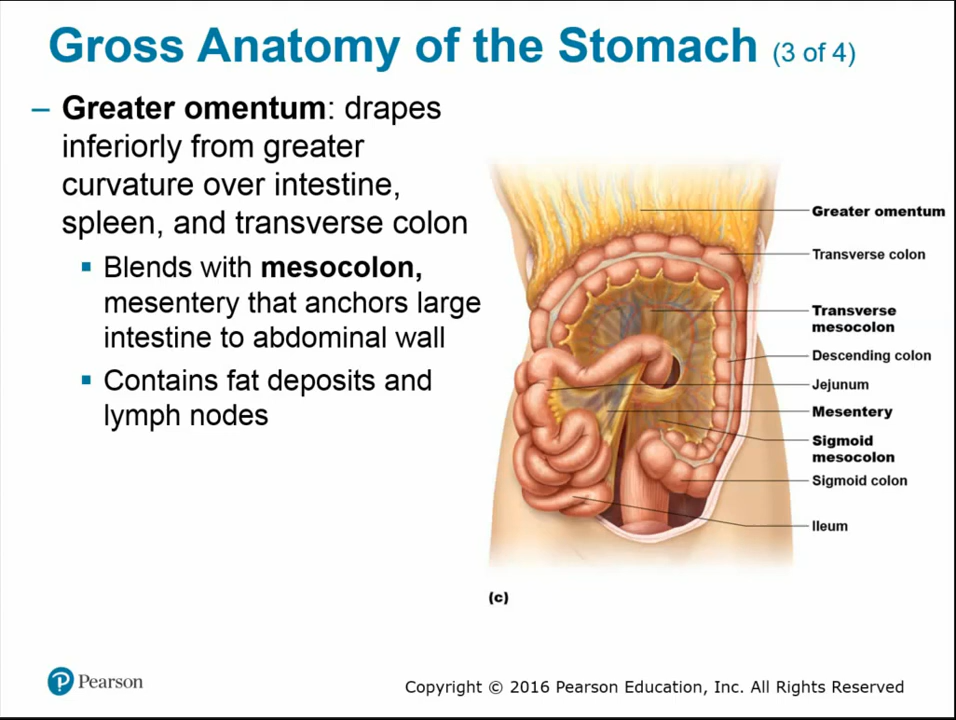 Gross Anatomy of the Stomach (3 of 4)
– Greater omentum: drapes
inferiorly from greater
curvature over intestine,
spleen, and transverse colon
▪ Blends with mesocolon,
mesentery that anchors large
intestine to abdominal wall
▪ Contains fat deposits and
lymph nodes
Greater omentum
Transverse colon
Transverse
mesocolon
Descending colon
Jejunum
Mesentery
Sigmoid
mesocolon
Sigmoid colon
Ileum
(c)
P Pearson
Copyright © 2016 Pearson Education, Inc. All Rights Reserved